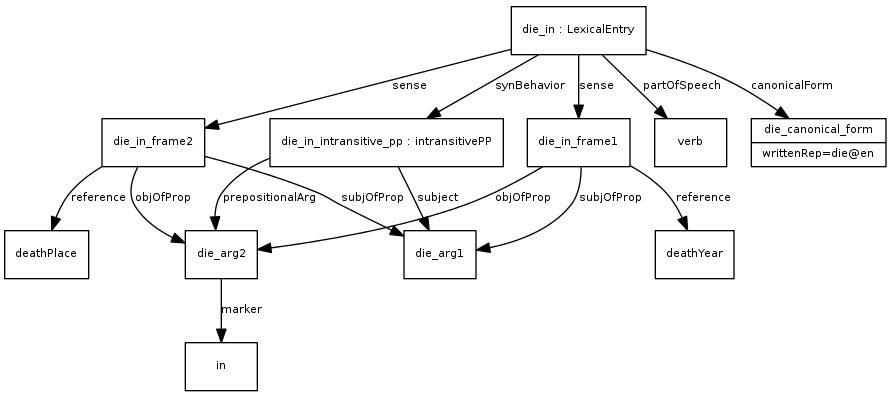 die_in : LexicalEntry
sense
synBehavior
sense
partOfSpeech
canonicalForm
die_in_frame2
die_in_intransitive_pp : intransitivePP
die_in_frame1
verb
die_canonical_form
writtenRep=die@en
reference
objOfProp
prepositionalArg
subjOfProp
subject
objOfProp
subjOfProp
reference
deathPlace
die_arg2
die_arg1
deathYear
marker
in